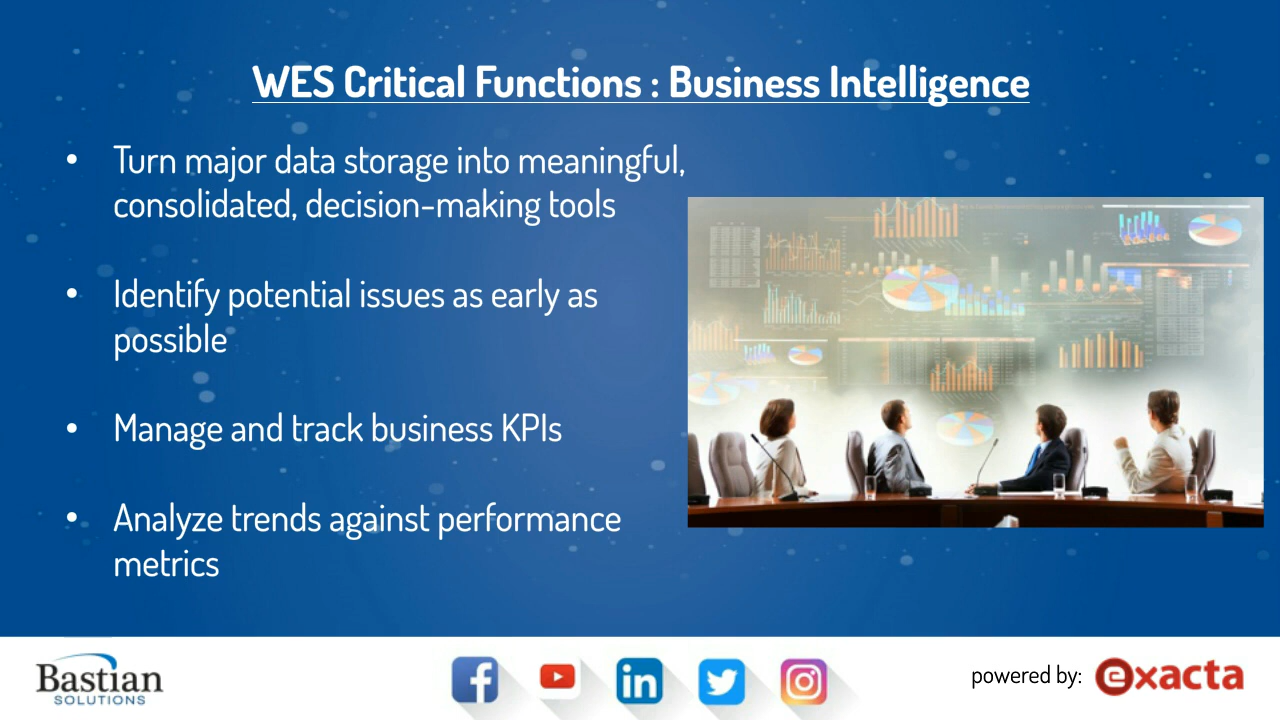 WES Critical Functions : Business Intelligence
• Turn major data storage into meaningful,
consolidated, decision-making tools
• Identify potential issues as early as
possible
• Manage and track business KPIs
• Analyze trends against performance
metrics
Bastian
SOLUTIONS
powered by: exacta